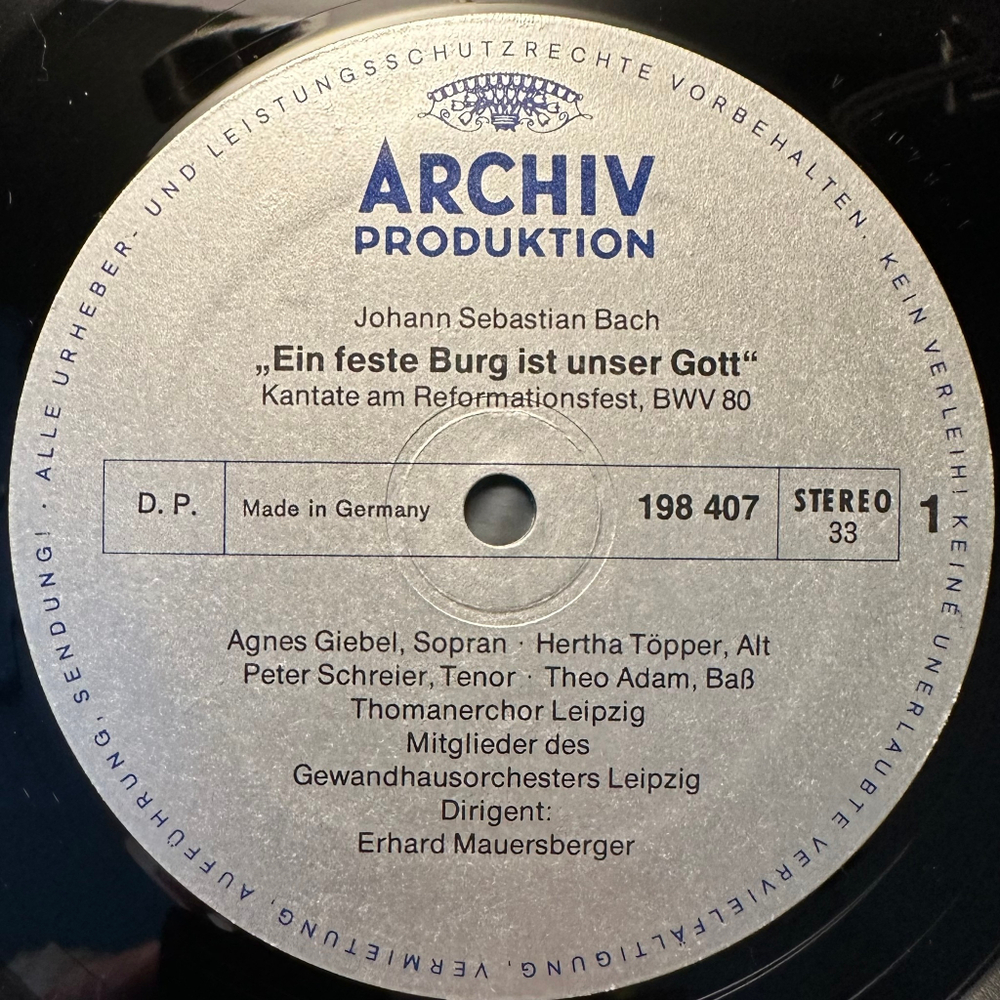 ALLE URHEBER- UND LEISTUNGSSCHUTZRECHTE VORBEHALTEN. KEIN VERLEIH! KEINE UNERLAUBTE VERVIELFÄLTIGUNG, VERMIETUNG, AUFFÜHRUNG, SENDUNG! ·
ARCHIV
PRODUKTION
Johann Sebastian Bach
„Ein feste Burg ist unser Gott“
Kantate am Reformationsfest, BWV 80
D. P.
Made in Germany
198 407
STEREO
33
1
Agnes Giebel, Sopran · Hertha Töpper, Alt
Peter Schreier, Tenor · Theo Adam, Baß
Thomanerchor Leipzig
Mitglieder des
Gewandhausorchesters Leipzig
Dirigent:
Erhard Mauersberger